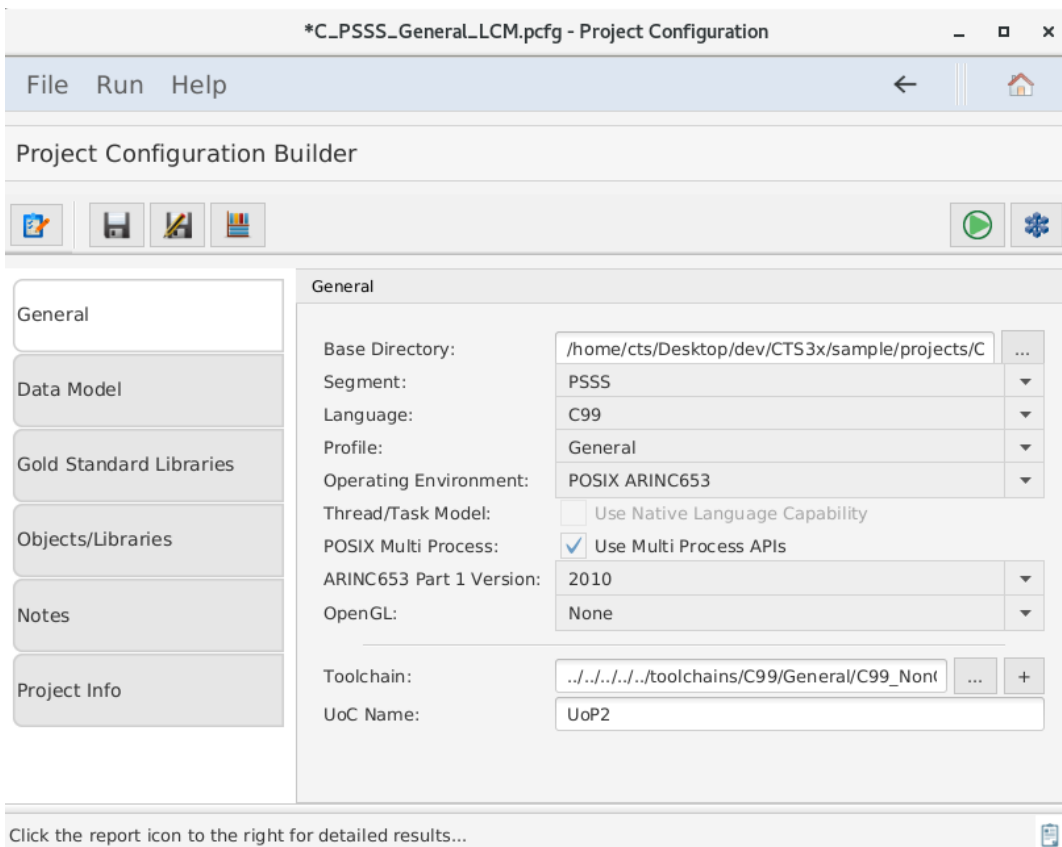 *C_PSSS_General_LCM.pcfg - Project Configuration
File Run Help
Project Configuration Builder
General
Data Model
Gold Standard Libraries
Objects/Libraries
Notes
Project Info
General
Base Directory: /home/cts/Desktop/dev/CTS3x/sample/projects/C ...
Segment: PSSS
Language: C99
Profile: General
Operating Environment: POSIX ARINC653
Thread/Task Model: Use Native Language Capability
POSIX Multi Process: Use Multi Process APIs
ARINC653 Part 1 Version: 2010
OpenGL: None
Toolchain: ../../../../../toolchains/C99/General/C99_Non( ... +
UoC Name: UoP2
Click the report icon to the right for detailed results...